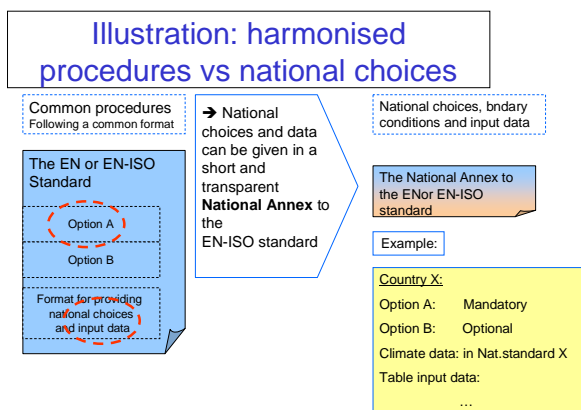 Illustration: harmonised
procedures vs national choices
Common procedures
Following a common format
The EN or EN-ISO
Standard
Option A
Option B
Format for providing
national choices
and input data
➔ National
choices and data
can be given in a
short and
transparent
National Annex to
the
EN-ISO standard
National choices, bndary
conditions and input data
The National Annex to
the ENor EN-ISO
standard
Example:
Country X:
Option A: Mandatory
Option B: Optional
Climate data: in Nat.standard X
Table input data:
…